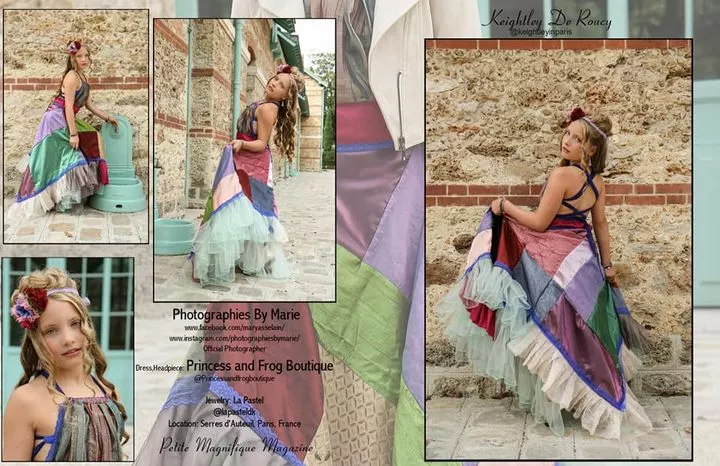 Keightley De Roucy
@keightleyinparis
Photographies By Marie
www.facebook.com/maryasselain/
www.instagram.com/photographiesbymarie/
Official Photographer
Dress,Headpiece: Princess and Frog Boutique
@Princessandfrogboutique
Jewelry: La Pastel
@lapasteldk
Location: Serres d'Auteuil, Paris, France
Petite Magnifique Magazine